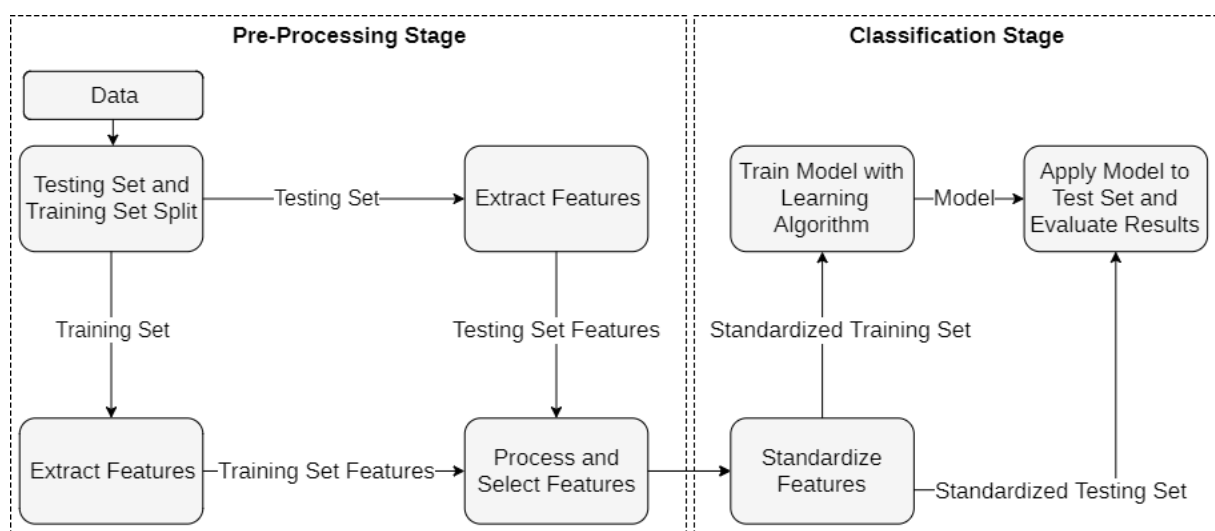 Pre-Processing Stage
Data
Testing Set and
Training Set Split
Testing Set
Extract Features
Training Set
Testing Set Features
Extract Features
Training Set Features
Process and
Select Features
Classification Stage
Train Model with
Learning
Algorithm
Model
Apply Model to
Test Set and
Evaluate Results
Standardized Training Set
Standardize
Features
Standardized Testing Set